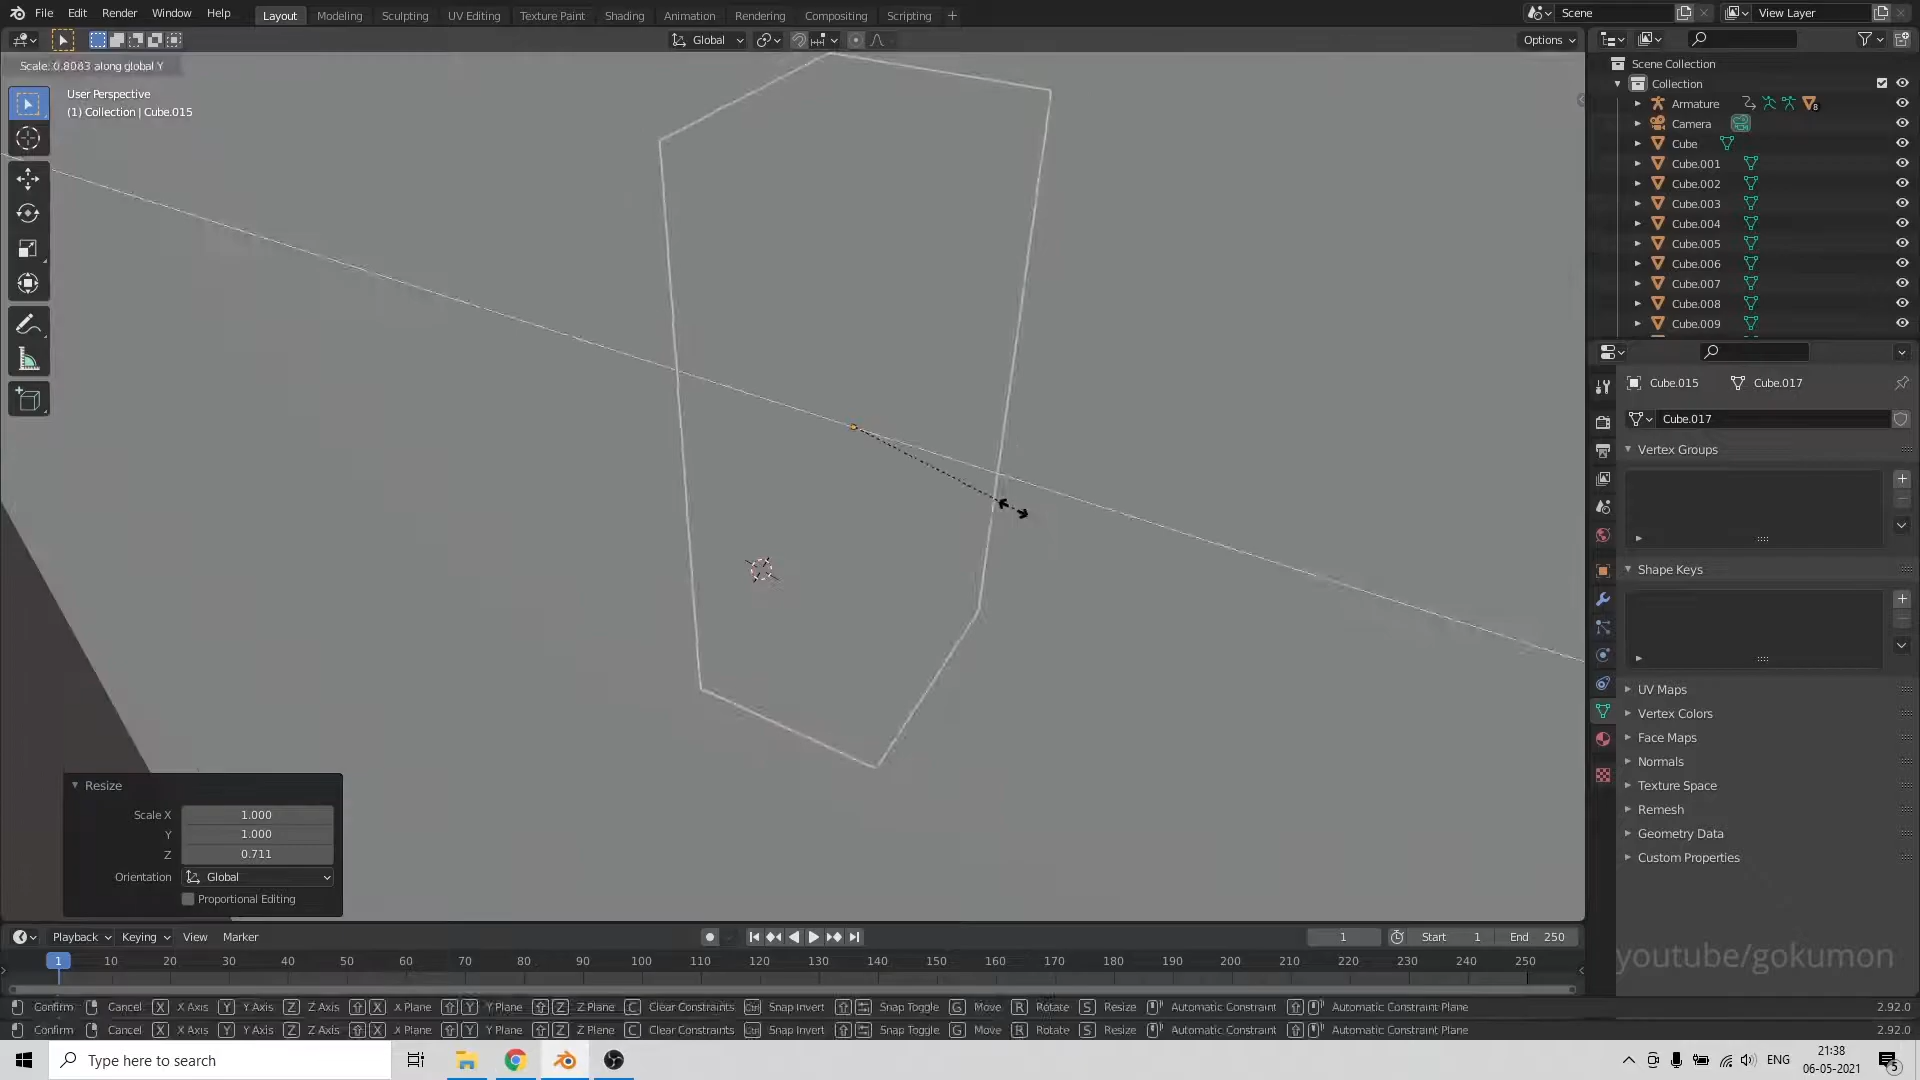 File Edit Render Window Help Layout Modeling Sculpting UV Editing Texture Paint Shading Animation Rendering Compositing Scripting + Scene View Layer
Global Options
Scale: 0.8083 along global Y
User Perspective
(1) Collection | Cube.015
Scene Collection
Collection
Armature 8
Camera
Cube
Cube.001
Cube.002
Cube.003
Cube.004
Cube.005
Cube.006
Cube.007
Cube.008
Cube.009
Cube.015 Cube.017
Cube.017
Vertex Groups
Shape Keys
UV Maps
Vertex Colors
Face Maps
Normals
Texture Space
Remesh
Geometry Data
Custom Properties
Resize
Scale X 1.000
Y 1.000
Z 0.711
Orientation Global
Proportional Editing
Playback Keying View Marker 1 Start 1 End 250
1 10 20 30 40 50 60 70 80 90 100 110 120 130 140 150 160 170 180 190 200 210 220 230 240 250
youtube/gokumon
Confirm Cancel X X Axis Y Y Axis Z Z Axis X X Plane Y Y Plane Z Z Plane C Clear Constraints Ctrl Snap Invert Snap Toggle G Move R Rotate S Resize Automatic Constraint Automatic Constraint Plane 2.92.0
Confirm Cancel X X Axis Y Y Axis Z Z Axis X X Plane Y Y Plane Z Z Plane C Clear Constraints Ctrl Snap Invert Snap Toggle G Move R Rotate S Resize Automatic Constraint Automatic Constraint Plane 2.92.0
Type here to search ENG 21:38
06-05-2021 5